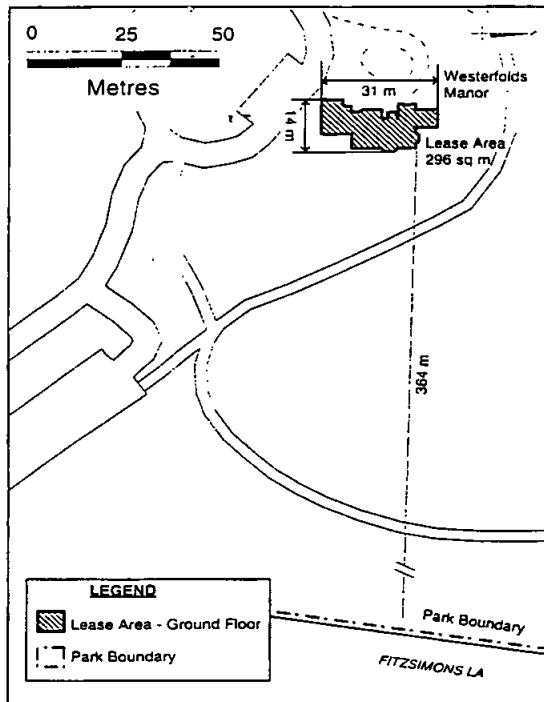 0 25 50
Metres
31 m
14 m
Westerfolds
Manor
Lease Area
296 sq m
364 m
LEGEND
Lease Area - Ground Floor
Park Boundary
Park Boundary
FITZSIMONS LA